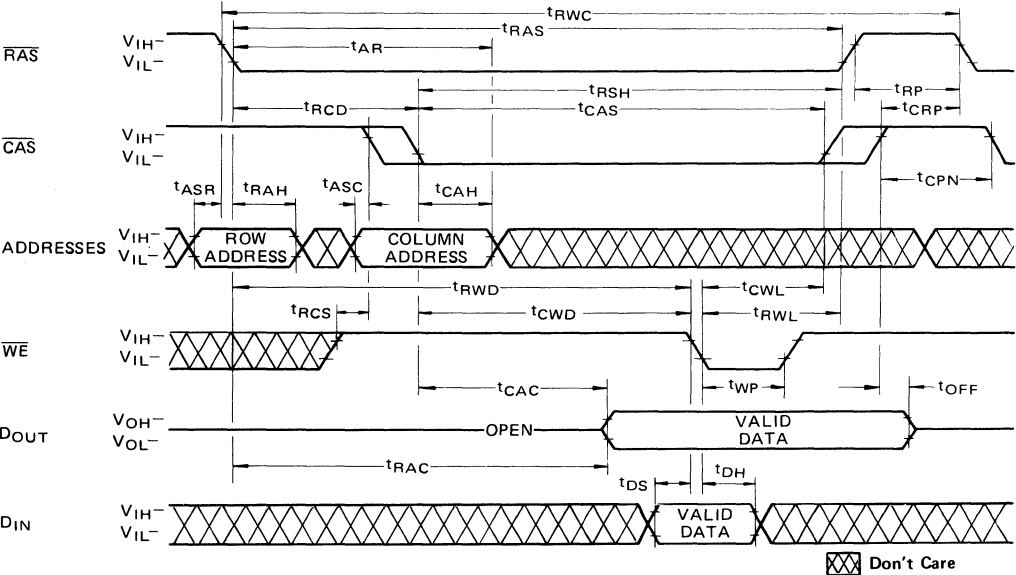 tRWC
tRAS
tAR
RAS
VIH–
VIL–
tRSH
tRP
tRCD
tCAS
tCRP
CAS
VIH–
VIL–
tASR
tRAH
tASC
tCAH
tCPN
ADDRESSES
VIH–
VIL–
ROW
ADDRESS
COLUMN
ADDRESS
tRWD
tCWL
tRCS
tCWD
tRWL
WE
VIH–
VIL–
tCAC
tWP
tOFF
DOUT
VOH–
VOL–
OPEN
VALID
DATA
tRAC
tDS
tDH
DIN
VIH–
VIL–
VALID
DATA
Don't Care